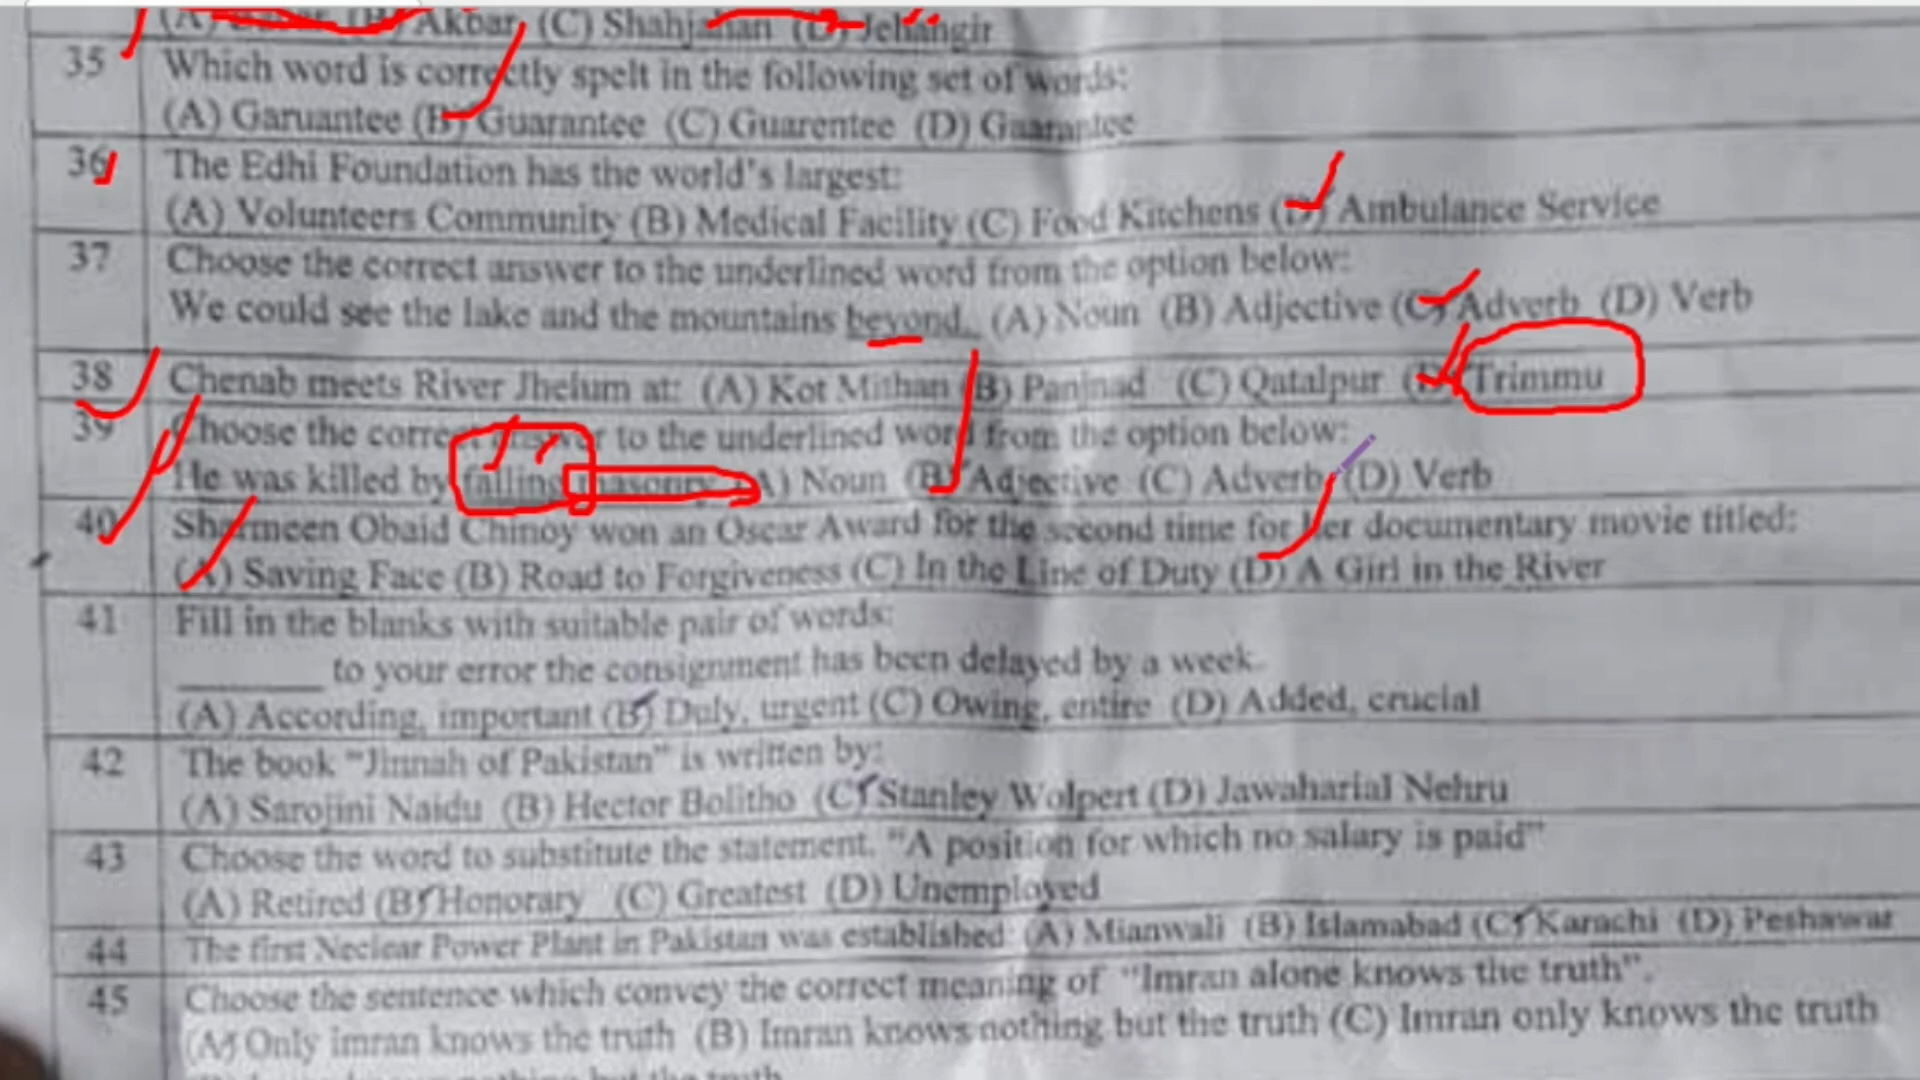 Akbar (C) Shahjahan (D) Jehangir
35 Which word is correctly spelt in the following set of words:
(A) Garuantee (B) Guarantee (C) Guarentee (D) Gaarantee
36 The Edhi Foundation has the world's largest:
(A) Volunteers Community (B) Medical Facility (C) Food Kitchens (D) Ambulance Service
37 Choose the correct answer to the underlined word from the option below:
We could see the lake and the mountains beyond. (A) Noun (B) Adjective (C) Adverb (D) Verb
38 Chenab meets River Jhelum at: (A) Kot Mithan (B) Panjnad (C) Qatalpur (D) Trimmu
39 Choose the correct answer to the underlined word from the option below:
He was killed by falling masonry. (A) Noun (B) Adjective (C) Adverb (D) Verb
40 Sharmeen Obaid Chinoy won an Oscar Award for the second time for her documentary movie titled:
(A) Saving Face (B) Road to Forgiveness (C) In the Line of Duty (D) A Girl in the River
41 Fill in the blanks with suitable pair of words:
________ to your error the consignment has been delayed by a week.
(A) According, important (B) Duly, urgent (C) Owing, entire (D) Added, crucial
42 The book "Jinnah of Pakistan" is written by:
(A) Sarojini Naidu (B) Hector Bolitho (C) Stanley Wolpert (D) Jawaharial Nehru
43 Choose the word to substitute the statement. "A position for which no salary is paid"
(A) Retired (B) Honorary (C) Greatest (D) Unemployed
44 The first Neclear Power Plant in Pakistan was established: (A) Mianwali (B) Islamabad (C) Karachi (D) Peshawar
45 Choose the sentence which convey the correct meaning of "Imran alone knows the truth".
(A) Only imran knows the truth (B) Imran knows nothing but the truth (C) Imran only knows the truth
nothing but the truth